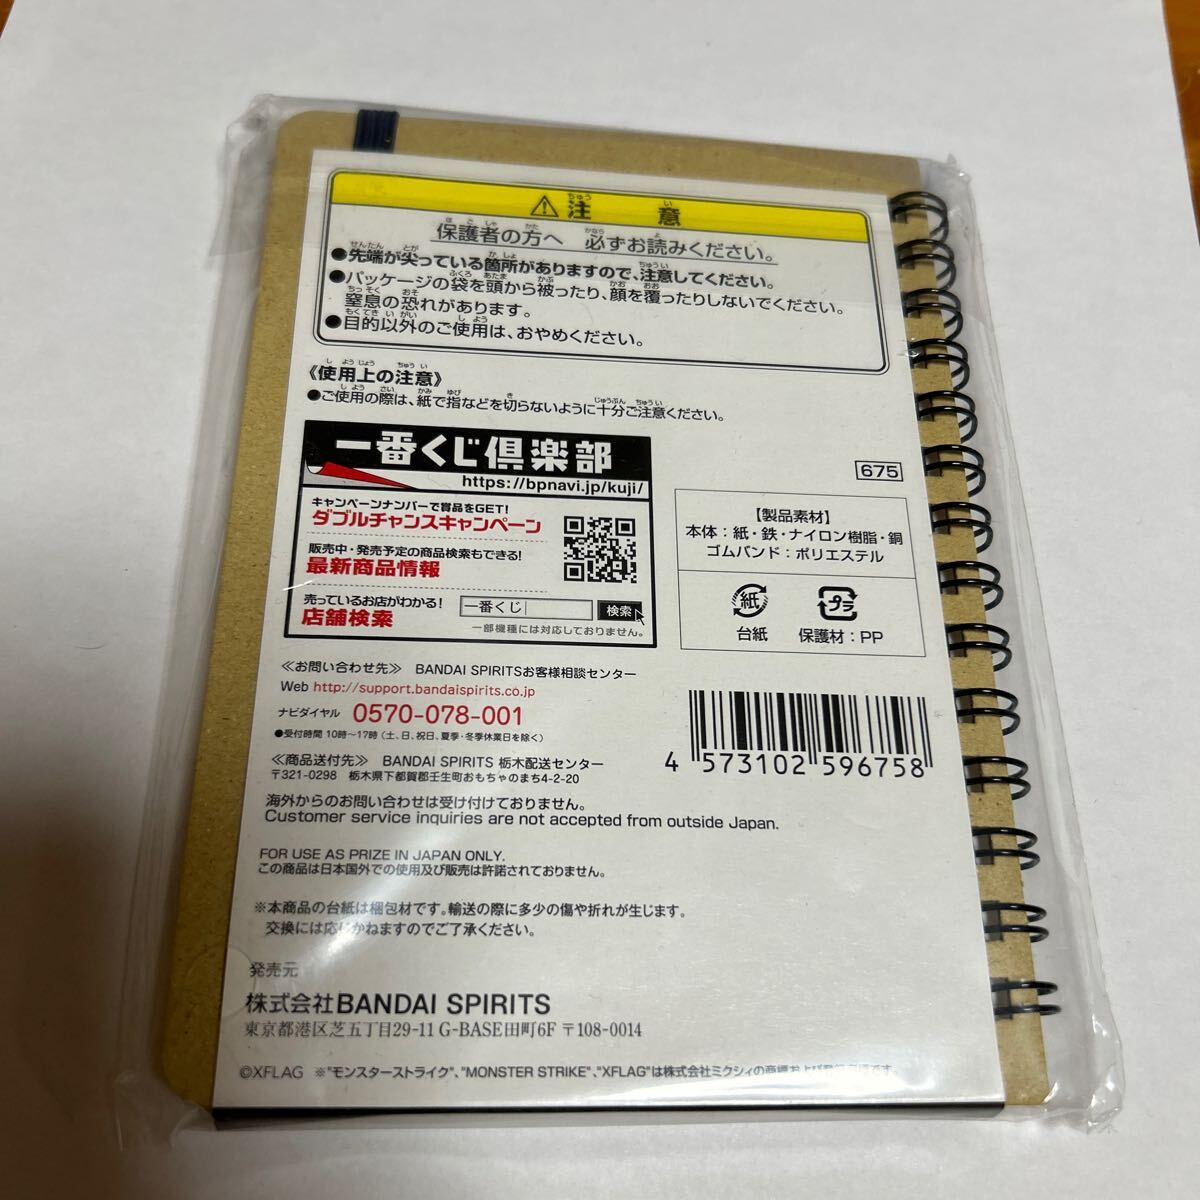 ⚠注意
保護者の方へ 必ずお読みください。
●先端が尖っている箇所がありますので、注意してください。
●パッケージの袋を頭から被ったり、顔を覆ったりしないでください。
窒息の恐れがあります。
●目的以外のご使用は、おやめください。
《使用上の注意》
●ご使用の際は、紙で指などを切らないように十分ご注意ください。
一番くじ倶楽部
https://bpnavi.jp/kuji/
キャンペーンナンバーで賞品をGET!
ダブルチャンスキャンペーン
販売中・発売予定の商品検索もできる!
最新商品情報
売っているお店がわかる!
店舗検索
一番くじ
検索
一部機種には対応しておりません。
675
【製品素材】
本体：紙・鉄・ナイロン樹脂・銅
ゴムバンド：ポリエステル
紙
台紙
プラ
保護材：PP
≪お問い合わせ先≫ BANDAI SPIRITSお客様相談センター
Web http://support.bandaispirits.co.jp
ナビダイヤル 0570-078-001
●受付時間 10時～17時（土、日、祝日、夏季・冬季休業日を除く）
≪商品送付先≫ BANDAI SPIRITS 栃木配送センター
〒321-0298 栃木県下都賀郡壬生町おもちゃのまち4-2-20
4 573102 596758
海外からのお問い合わせは受け付けておりません。
Customer service inquiries are not accepted from outside Japan.
FOR USE AS PRIZE IN JAPAN ONLY.
この商品は日本国外での使用及び販売は許諾されておりません。
※本商品の台紙は梱包材です。輸送の際に多少の傷や折れが生じます。
交換には応じかねますのでご了承ください。
発売元
株式会社BANDAI SPIRITS
東京都港区芝五丁目29-11 G-BASE田町6F 〒108-0014
©XFLAG ※"モンスターストライク"、"MONSTER STRIKE"、"XFLAG"は株式会社ミクシィの商標および登録商標です。